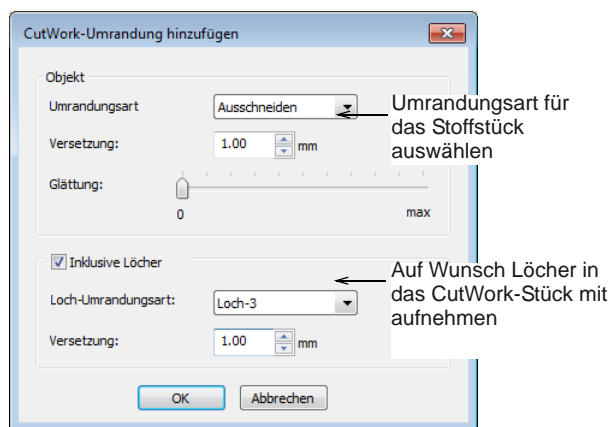 CutWork-Umrandung hinzufügen
Objekt
Umrandungsart
Ausschneiden
Umrandungsart für
das Stoffstück
auswählen
Versetzung:
1.00
mm
Glättung:
0
max
Inklusive Löcher
Auf Wunsch Löcher in
das CutWork-Stück mit
aufnehmen
Loch-Umrandungsart:
Loch-3
Versetzung:
1.00
mm
OK
Abbrechen